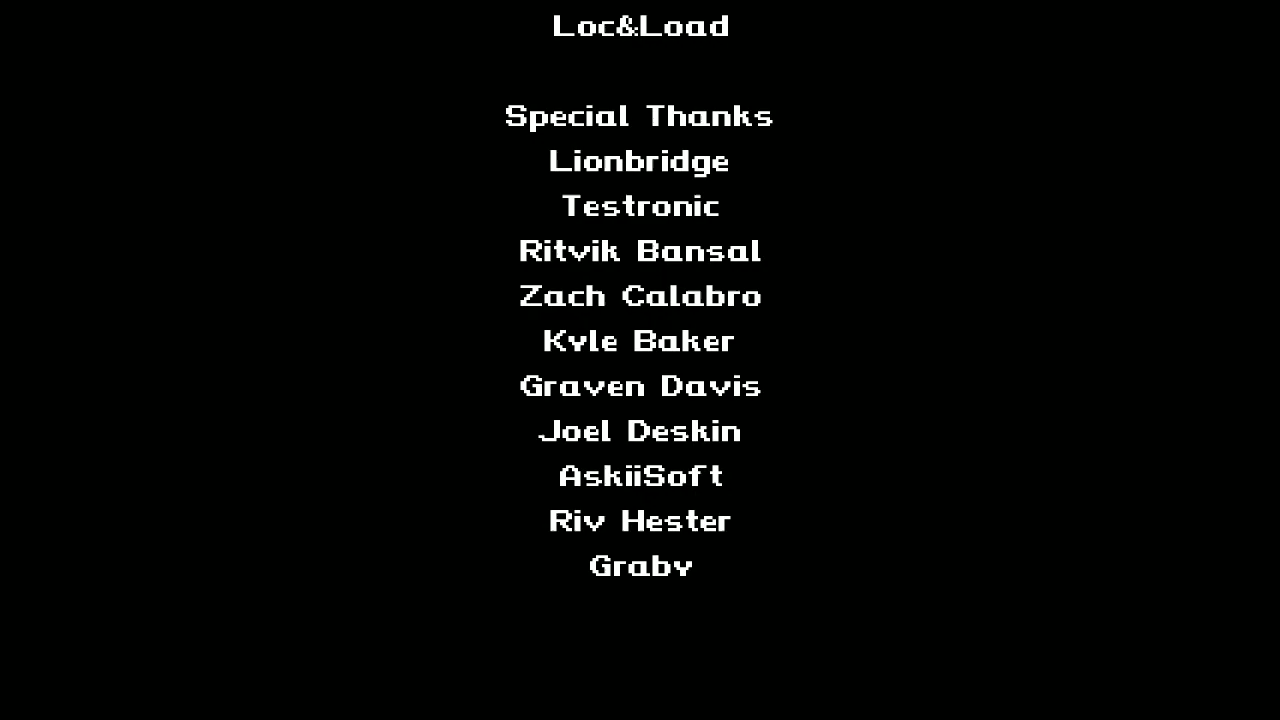 Loc&Load
Special Thanks
Lionbridge
Testronic
Ritvik Bansal
Zach Calabro
Kyle Baker
Graven Davis
Joel Deskin
AskiiSoft
Riv Hester
Graby